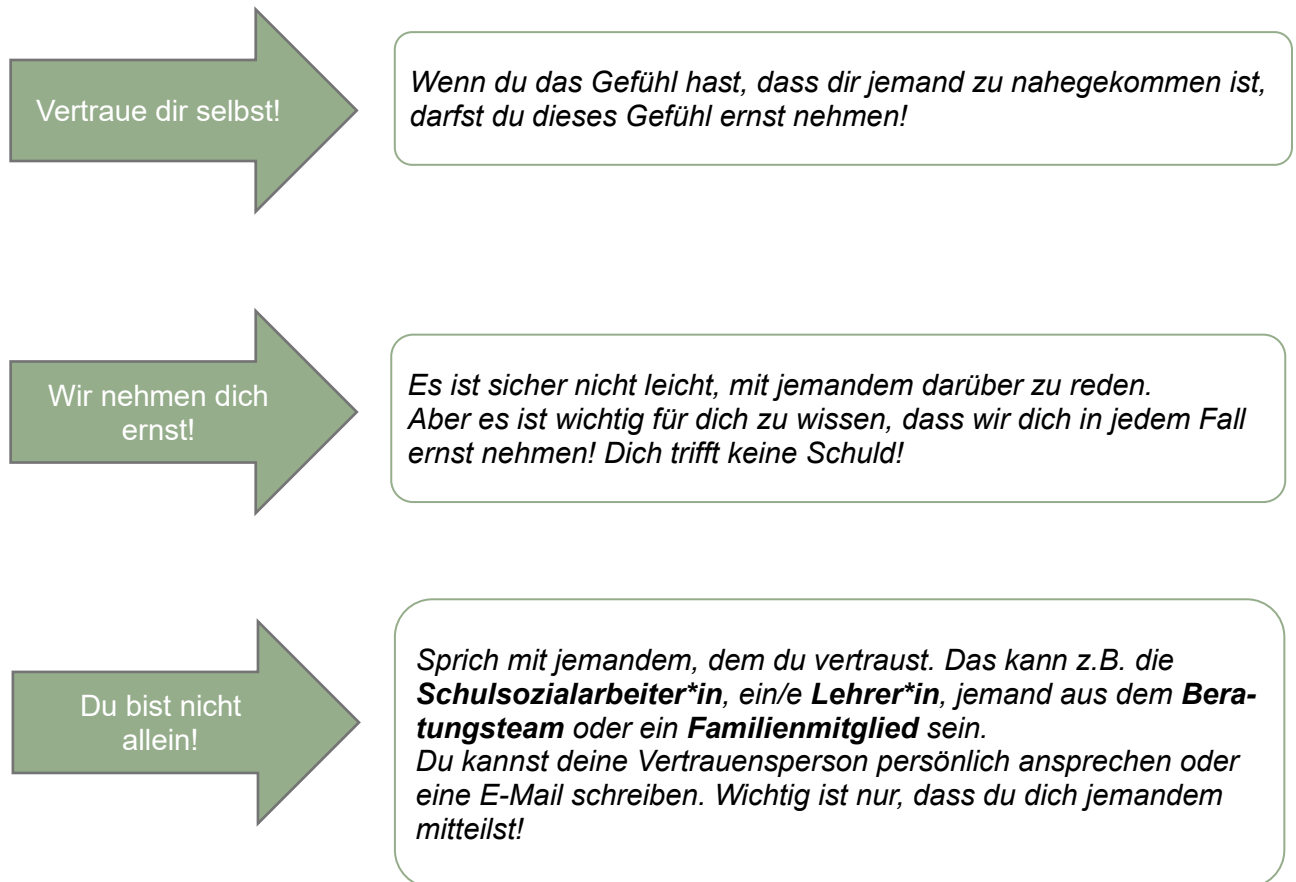 Vertraue dir selbst!
Wenn du das Gefühl hast, dass dir jemand zu nahegekommen ist,
darfst du dieses Gefühl ernst nehmen!
Wir nehmen dich
ernst!
Es ist sicher nicht leicht, mit jemandem darüber zu reden.
Aber es ist wichtig für dich zu wissen, dass wir dich in jedem Fall
ernst nehmen! Dich trifft keine Schuld!
Du bist nicht
allein!
Sprich mit jemandem, dem du vertraust. Das kann z.B. die
Schulsozialarbeiter*in, ein/e Lehrer*in, jemand aus dem Bera-
tungsteam oder ein Familienmitglied sein.
Du kannst deine Vertrauensperson persönlich ansprechen oder
eine E-Mail schreiben. Wichtig ist nur, dass du dich jemandem
mitteilst!